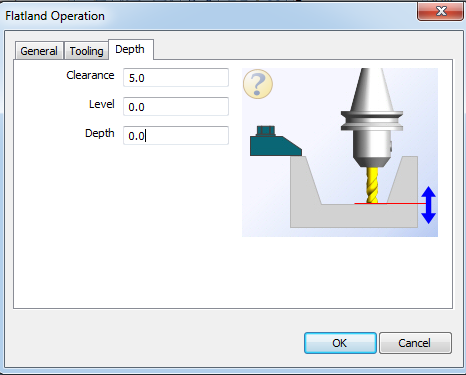 Flatland Operation
General Tooling Depth
Clearance 5.0
Level 0.0
Depth 0.0
?
OK Cancel